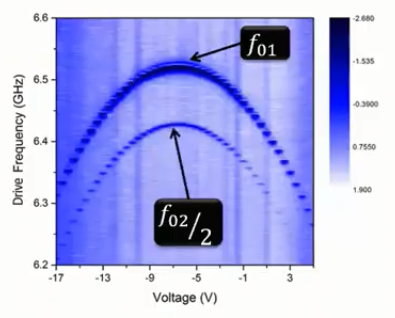 6.6
6.5
6.4
6.3
6.2
Drive Frequency (GHz)
-17 -13 -9 -5 -1 3
Voltage (V)
f01
f02/2
-2.680
-1.535
-0.3900
0.7550
1.900